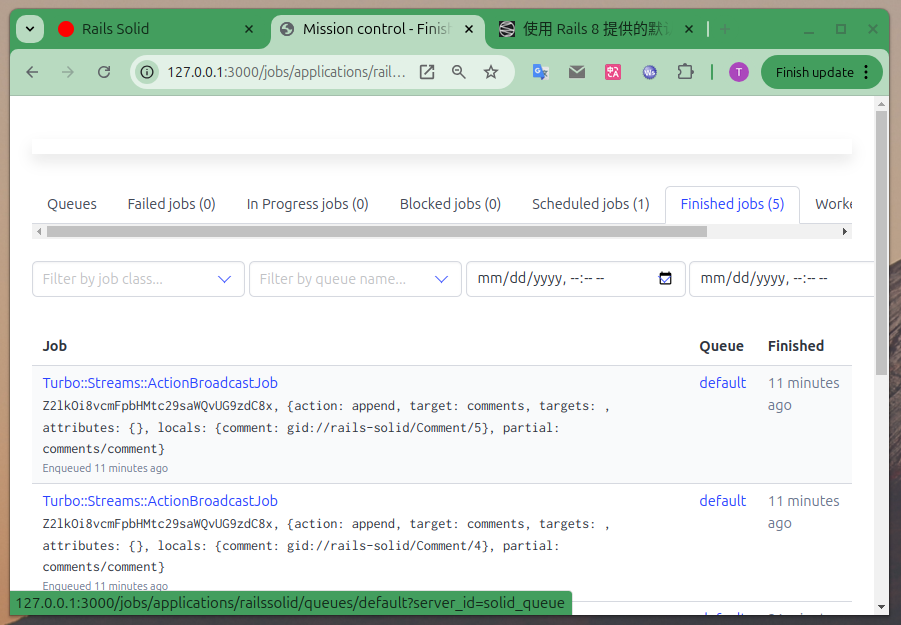 Rails Solid
Mission control - Finish
使用 Rails 8 提供的默认
127.0.0.1:3000/jobs/applications/rail...
Finish update
T
Queues
Failed jobs (0)
In Progress jobs (0)
Blocked jobs (0)
Scheduled jobs (1)
Finished jobs (5)
Worke
Filter by job class...
Filter by queue name...
mm/dd/yyyy, --:-- --
mm/dd/yyyy, --:-- --
Job
Queue
Finished
Turbo::Streams::ActionBroadcastJob
default
11 minutes
ago
Z2lkOi8vcmFpbHMtc29saWQvUG9zdC8x, {action: append, target: comments, targets: ,
attributes: {}, locals: {comment: gid://rails-solid/Comment/5}, partial:
comments/comment}
Enqueued 11 minutes ago
Turbo::Streams::ActionBroadcastJob
default
11 minutes
ago
Z2lkOi8vcmFpbHMtc29saWQvUG9zdC8x, {action: append, target: comments, targets: ,
attributes: {}, locals: {comment: gid://rails-solid/Comment/4}, partial:
comments/comment}
Enqueued 11 minutes ago
127.0.0.1:3000/jobs/applications/railssolid/queues/default?server_id=solid_queue